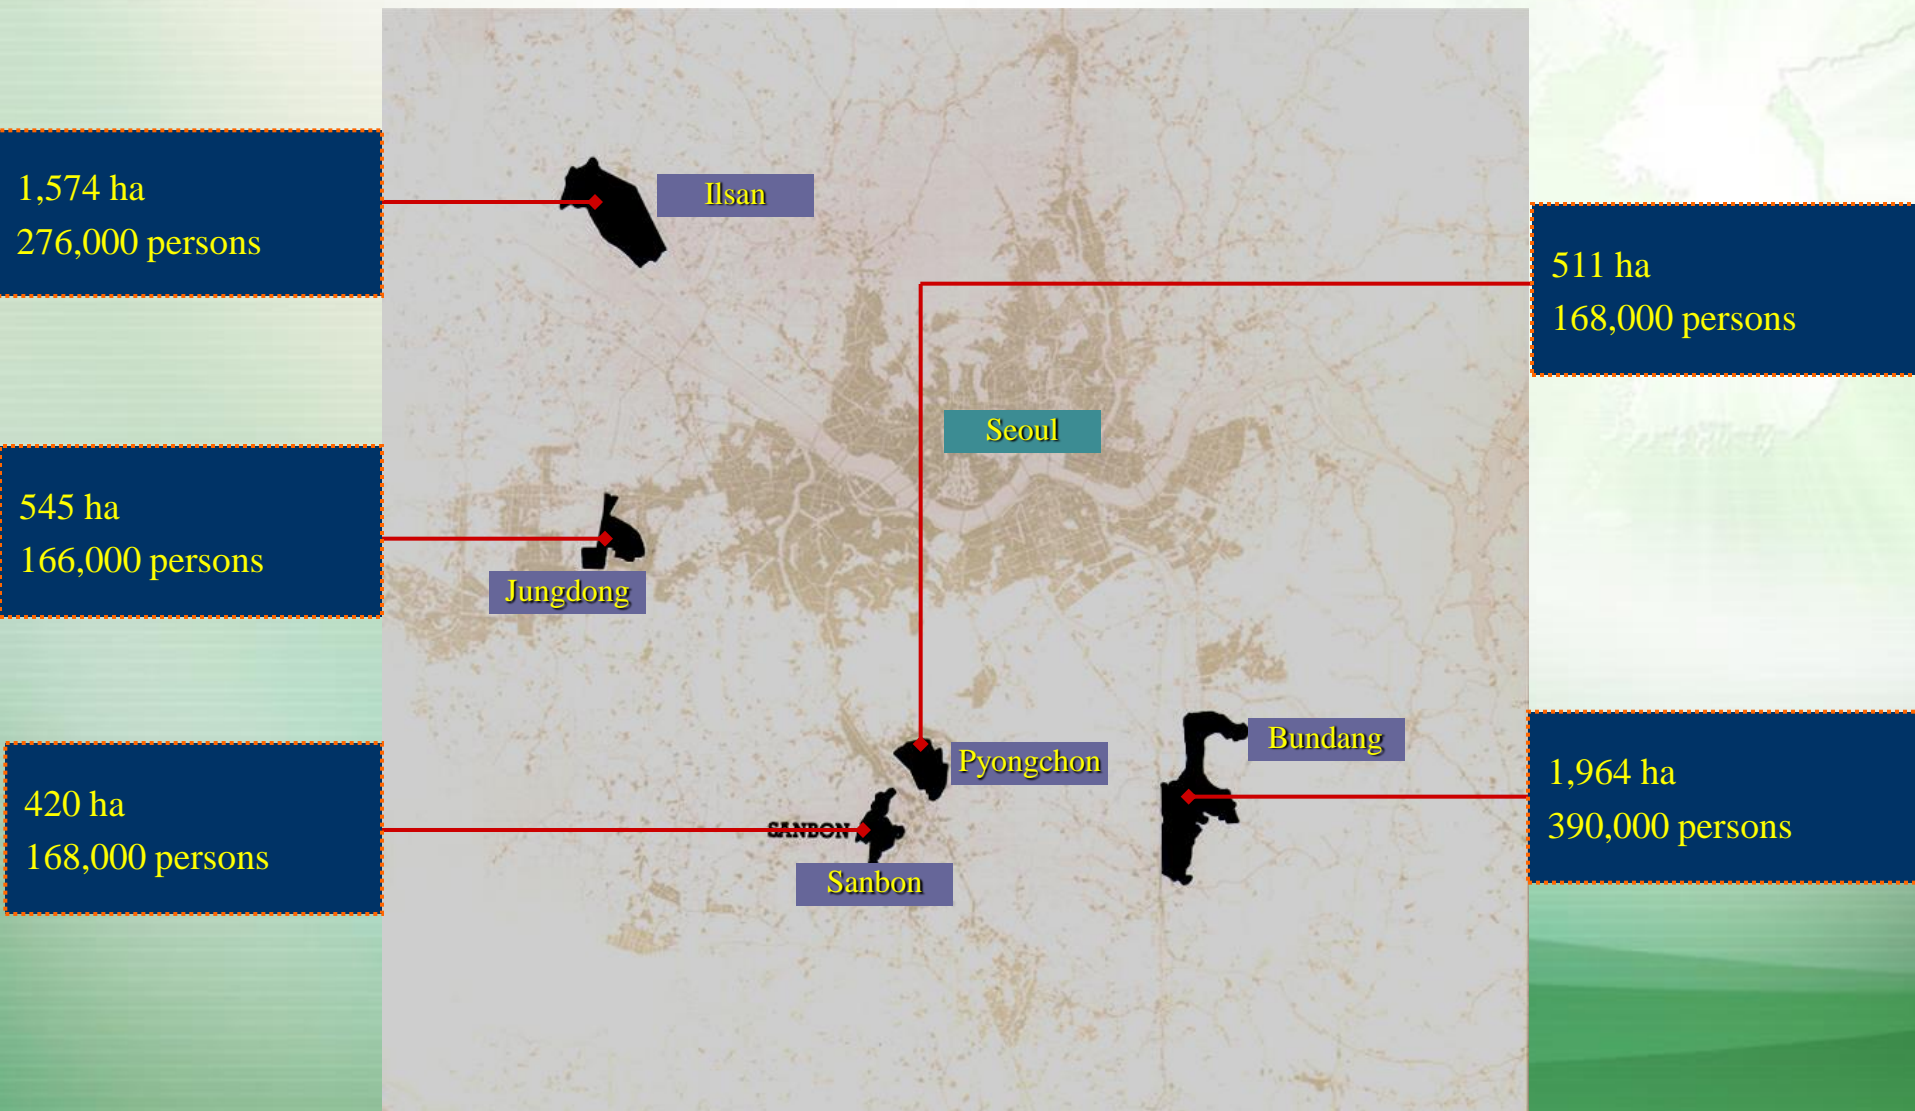 1,574 ha
276,000 persons
Ilsan
511 ha
168,000 persons
Seoul
545 ha
166,000 persons
Jungdong
Bundang
Pyongchon
1,964 ha
390,000 persons
420 ha
168,000 persons
SANBON
Sanbon